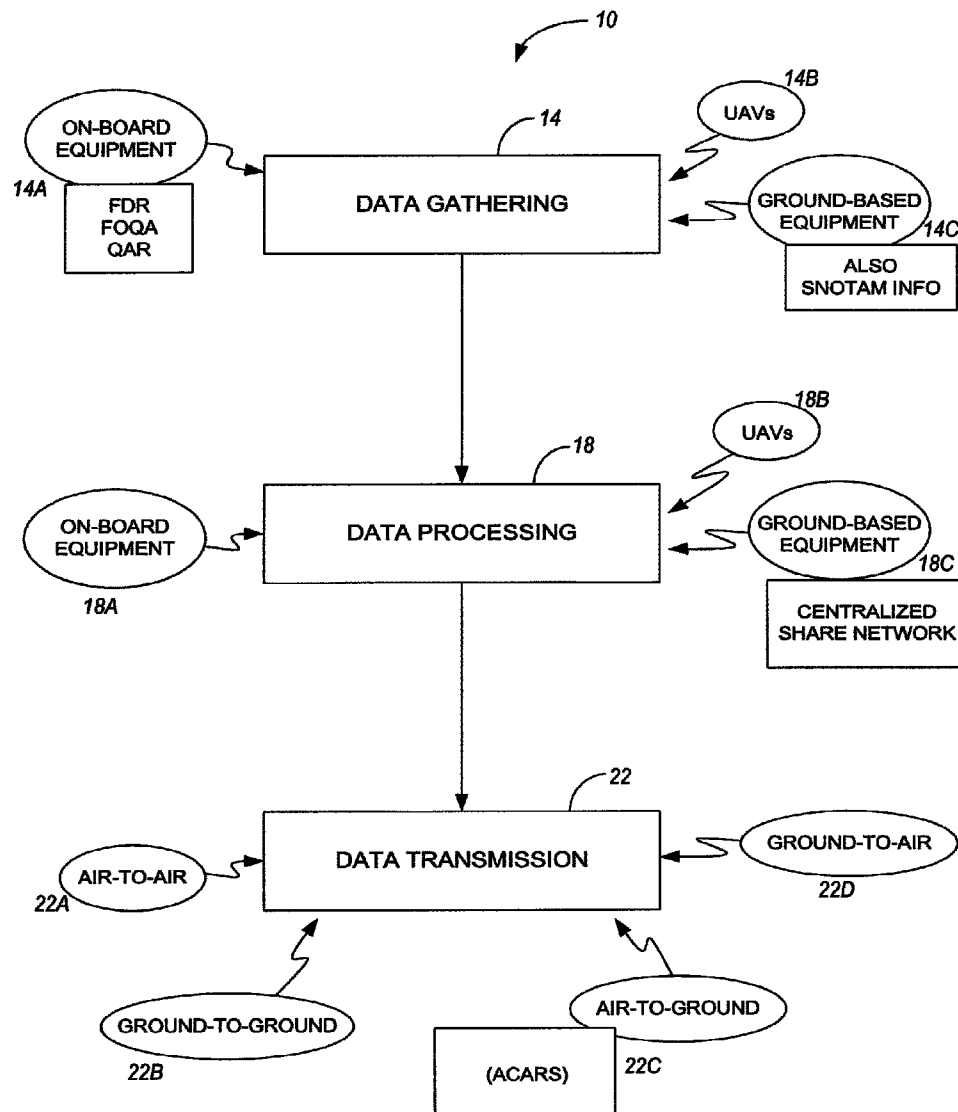 10
14B
UAVs
ON-BOARD
EQUIPMENT
14
14A
DATA GATHERING
GROUND-BASED
EQUIPMENT
14C
FDR
FOQA
QAR
ALSO
SNOTAM INFO
18B
UAVs
18
ON-BOARD
EQUIPMENT
18A
DATA PROCESSING
GROUND-BASED
EQUIPMENT
18C
CENTRALIZED
SHARE NETWORK
22
DATA TRANSMISSION
AIR-TO-AIR
22A
GROUND-TO-AIR
22D
GROUND-TO-GROUND
22B
AIR-TO-GROUND
22C
(ACARS)